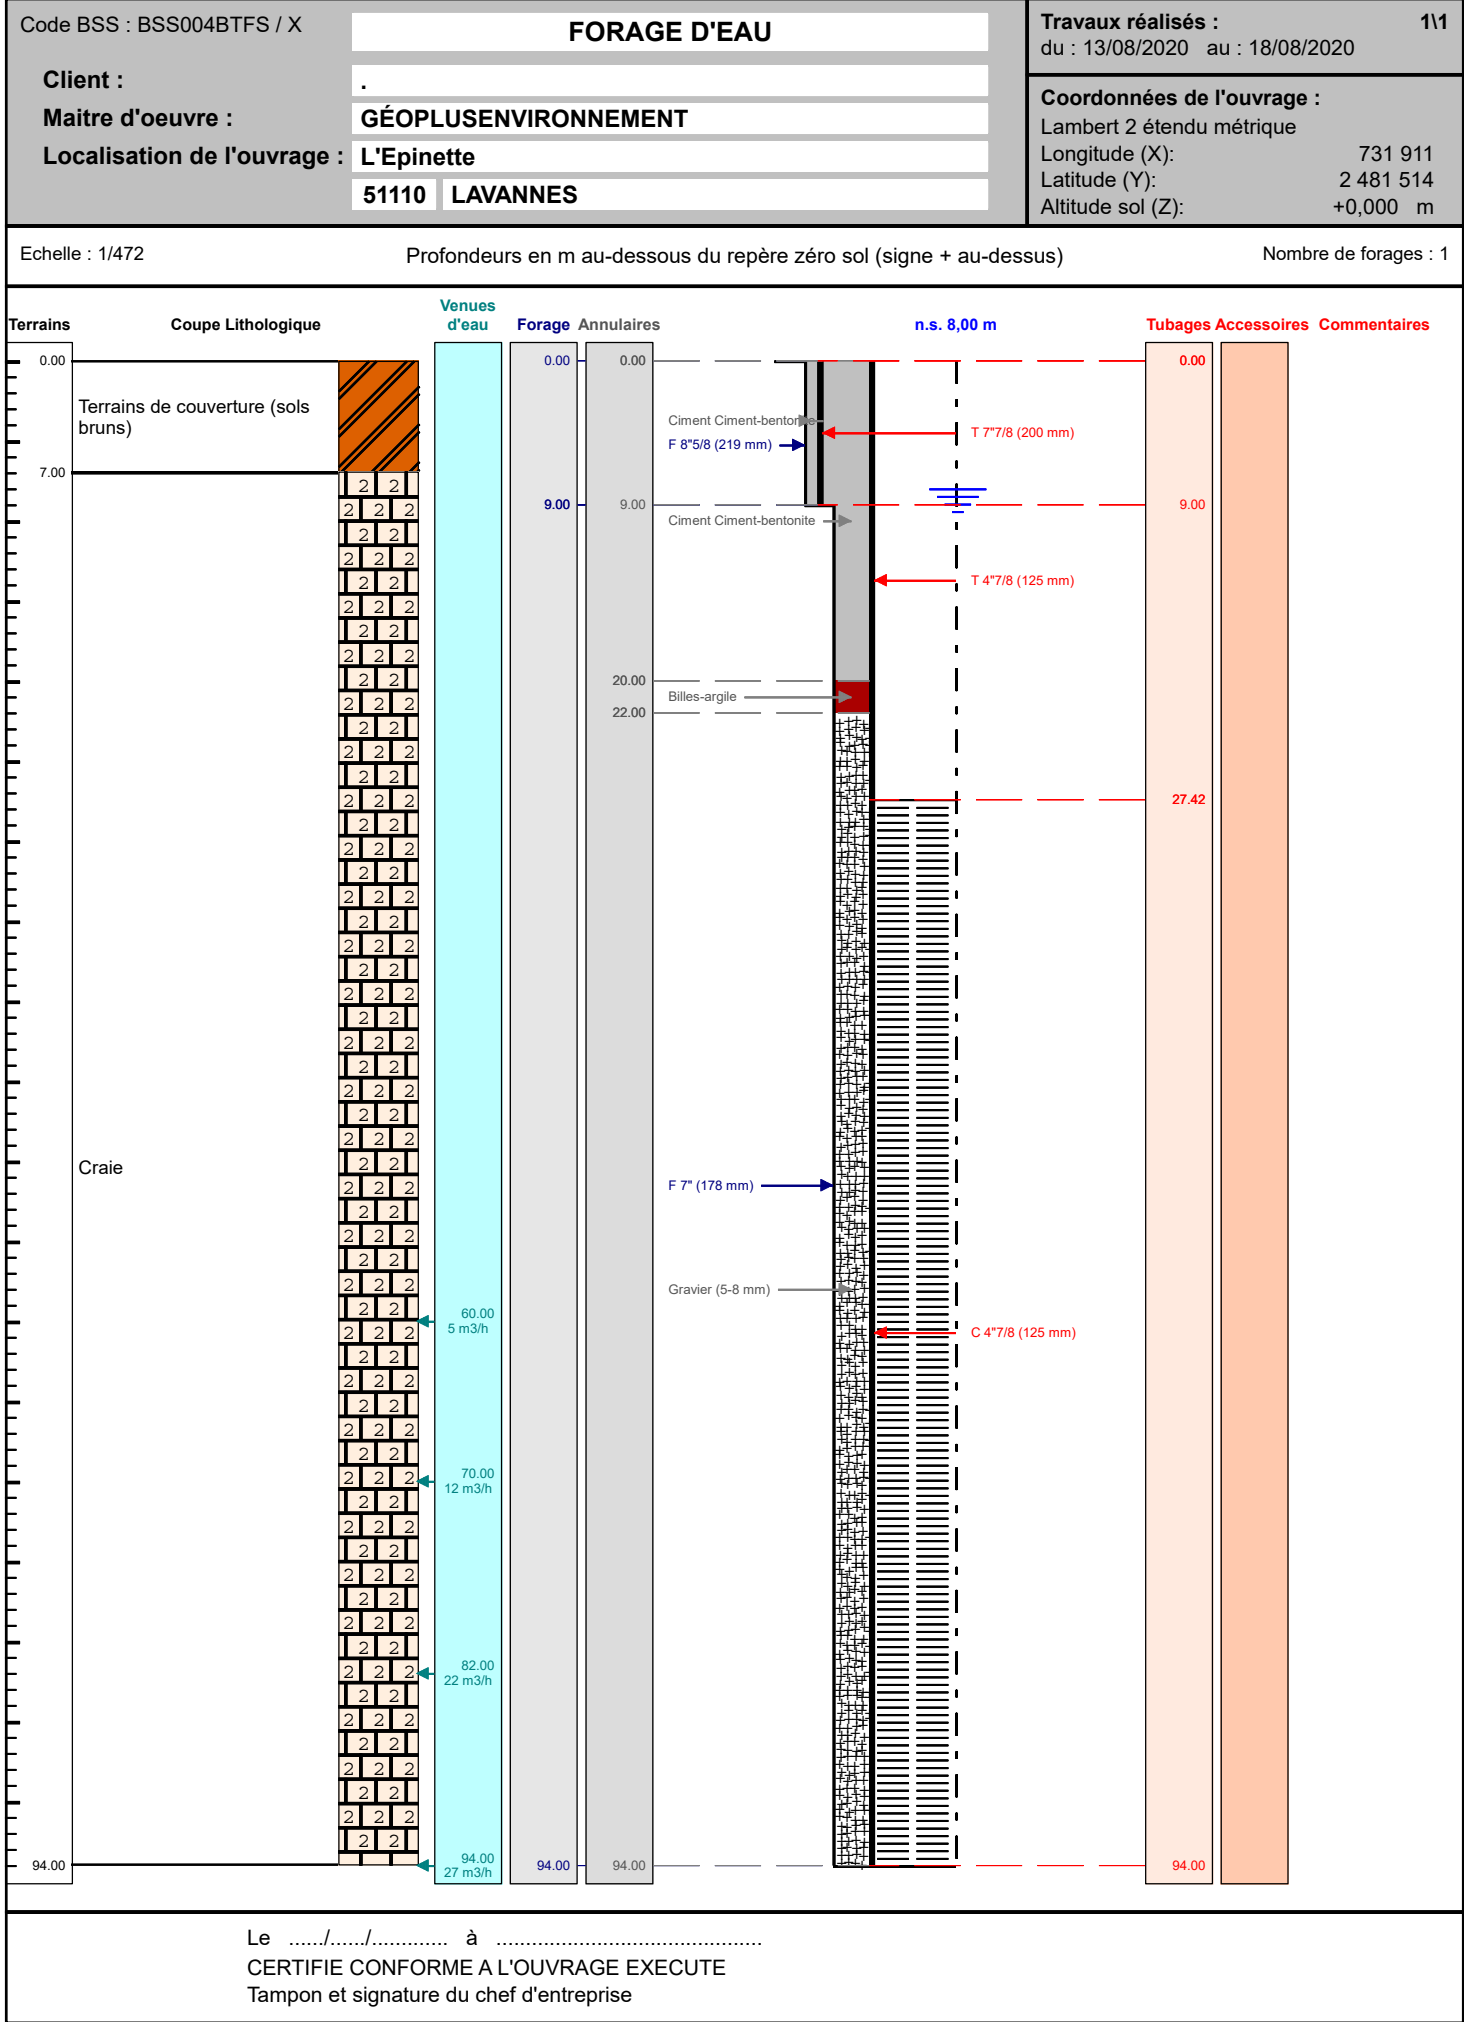 Code BSS : BSS004BTFS / X
FORAGE D'EAU
Travaux réalisés : 1\1
du : 13/08/2020 au : 18/08/2020
Client : .
Maitre d'oeuvre : GÉOPLUSENVIRONNEMENT
Localisation de l'ouvrage : L'Epinette
51110 LAVANNES
Coordonnées de l'ouvrage :
Lambert 2 étendu métrique
Longitude (X): 731 911
Latitude (Y): 2 481 514
Altitude sol (Z): +0,000 m
Echelle : 1/472
Profondeurs en m au-dessous du repère zéro sol (signe + au-dessus)
Nombre de forages : 1
Terrains
Coupe Lithologique
Venues
d'eau
Forage
Annulaires
n.s. 8,00 m
Tubages
Accessoires
Commentaires
0.00
0.00
0.00
0.00
Terrains de couverture (sols
bruns)
Ciment Ciment-bentonite
T 7"7/8 (200 mm)
F 8"5/8 (219 mm)
7.00
9.00
9.00
9.00
Ciment Ciment-bentonite
T 4"7/8 (125 mm)
20.00
Billes-argile
22.00
27.42
Craie
F 7" (178 mm)
Gravier (5-8 mm)
60.00
5 m3/h
C 4"7/8 (125 mm)
70.00
12 m3/h
82.00
22 m3/h
94.00
94.00
27 m3/h
94.00
94.00
94.00
Le ....../....../............. à .............................................
CERTIFIE CONFORME A L'OUVRAGE EXECUTE
Tampon et signature du chef d'entreprise